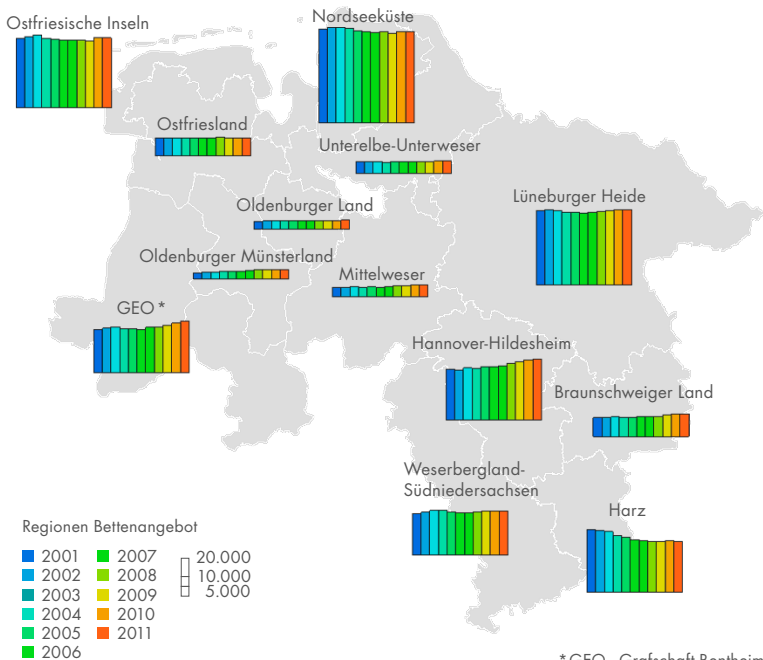 Ostfriesische Inseln
Nordseeküste
Ostfriesland
Unterelbe-Unterweser
Lüneburger Heide
Oldenburger Land
Oldenburger Münsterland
Mittelweser
GEO *
Hannover-Hildesheim
Braunschweiger Land
Weserbergland-
Südniedersachsen
Harz
Regionen Bettenangebot
2001
2002
2003
2004
2005
2006
2007
2008
2009
2010
2011
20.000
10.000
5.000
* GEO - Grafschaft Bentheim